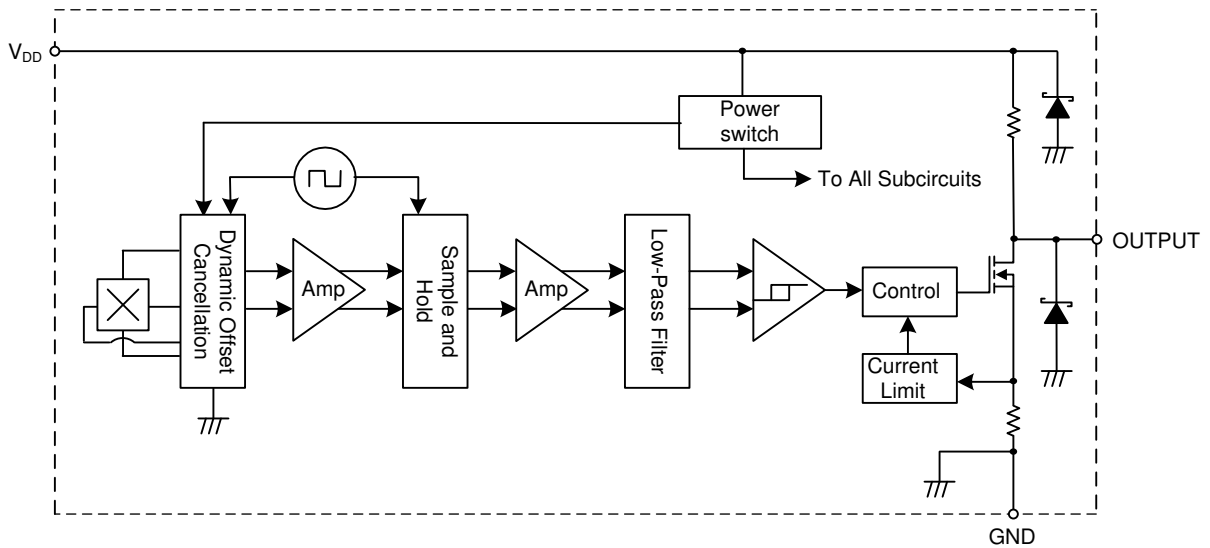 V_DD
Power
switch
To All Subcircuits
Dynamic Offset
Cancellation
Amp
Sample and
Hold
Amp
Low-Pass Filter
Control
Current
Limit
OUTPUT
GND